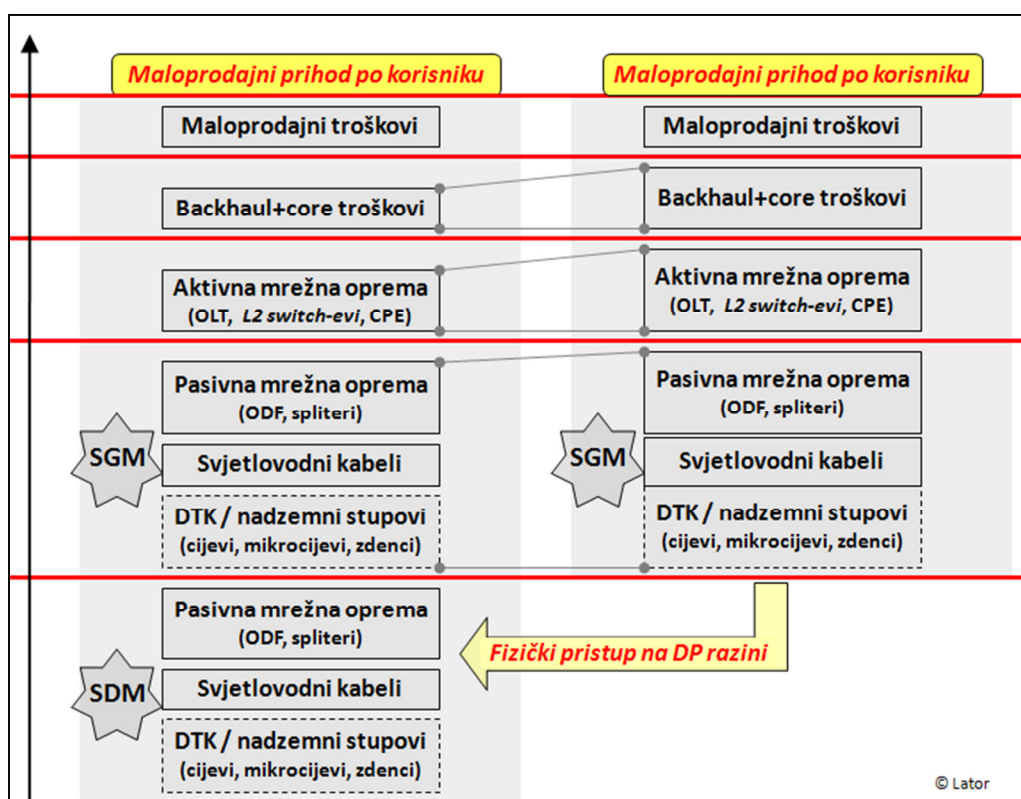 Maloprodajni prihod po korisniku
Maloprodajni troškovi
Backhaul+core troškovi
Aktivna mrežna oprema
(OLT, L2 switch-evi, CPE)
Pasivna mrežna oprema
(ODF, spliteri)
SGM
Svjetlovodni kabeli
DTK / nadzemni stupovi
(cijevi, mikrocijevi, zdenci)
Pasivna mrežna oprema
(ODF, spliteri)
SDM
Svjetlovodni kabeli
DTK / nadzemni stupovi
(cijevi, mikrocijevi, zdenci)
Maloprodajni prihod po korisniku
Maloprodajni troškovi
Backhaul+core troškovi
Aktivna mrežna oprema
(OLT, L2 switch-evi, CPE)
Pasivna mrežna oprema
(ODF, spliteri)
SGM
Svjetlovodni kabeli
DTK / nadzemni stupovi
(cijevi, mikrocijevi, zdenci)
Fizički pristup na DP razini
© Lator